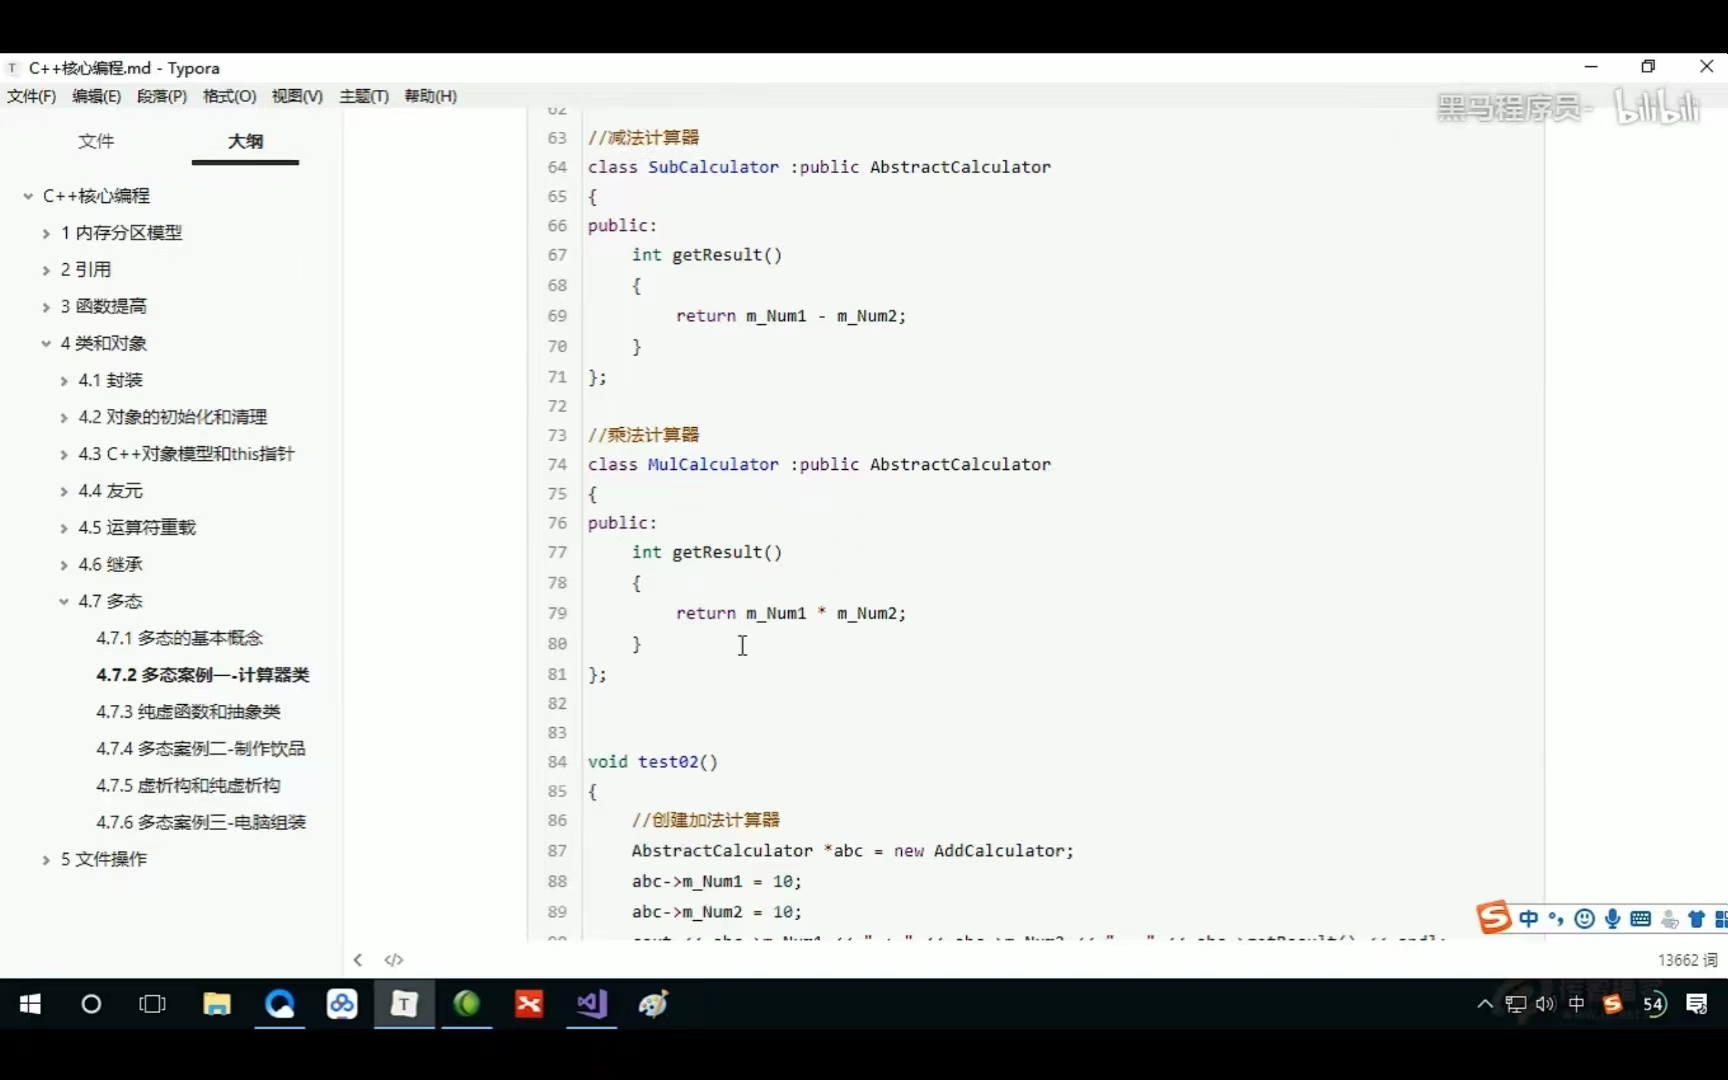 C++核心编程.md - Typora
文件(F) 编辑(E) 段落(P) 格式(O) 视图(V) 主题(T) 帮助(H)
黑马程序员- bilibili
文件 大纲
C++核心编程
1 内存分区模型
2 引用
3 函数提高
4 类和对象
4.1 封装
4.2 对象的初始化和清理
4.3 C++对象模型和this指针
4.4 友元
4.5 运算符重载
4.6 继承
4.7 多态
4.7.1 多态的基本概念
4.7.2 多态案例一-计算器类
4.7.3 纯虚函数和抽象类
4.7.4 多态案例二-制作饮品
4.7.5 虚析构和纯虚析构
4.7.6 多态案例三-电脑组装
5 文件操作
62
63 //减法计算器
64 class SubCalculator :public AbstractCalculator
65 {
66 public:
67 int getResult()
68 {
69 return m_Num1 - m_Num2;
70 }
71 };
72
73 //乘法计算器
74 class MulCalculator :public AbstractCalculator
75 {
76 public:
77 int getResult()
78 {
79 return m_Num1 * m_Num2;
80 }
81 };
82
83
84 void test02()
85 {
86 //创建加法计算器
87 AbstractCalculator *abc = new AddCalculator;
88 abc->m_Num1 = 10;
89 abc->m_Num2 = 10;
中
13662 词
中
54